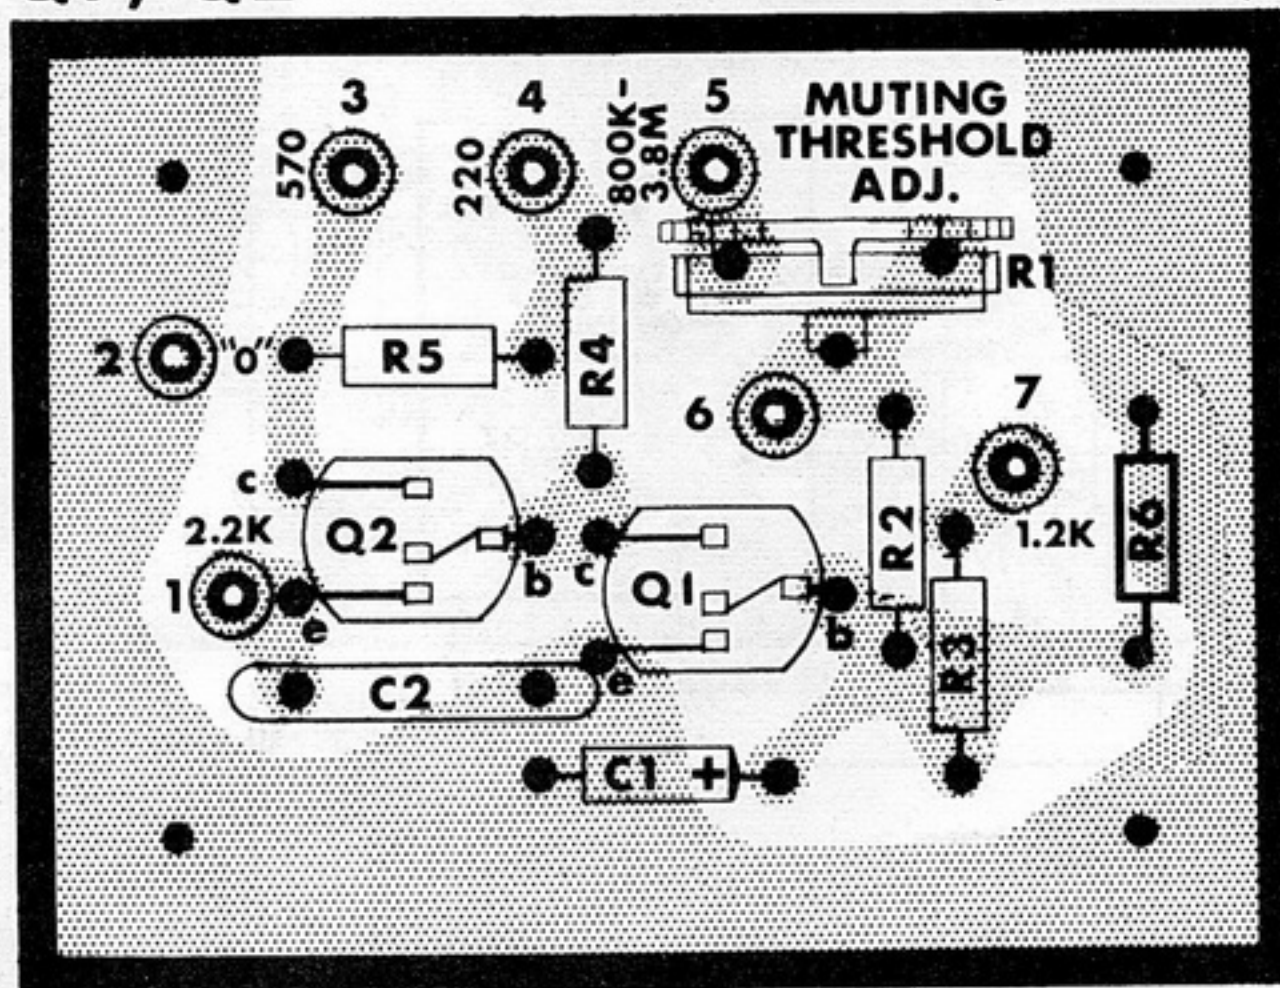 3
4
5
570
220
800K-
3.8M
MUTING
THRESHOLD
ADJ.
R1
2
"0"
R5
R4
6
7
c
Q2
b
2.2K
1
e
c
Q1
b
e
R2
1.2K
R6
R3
C2
C1 +